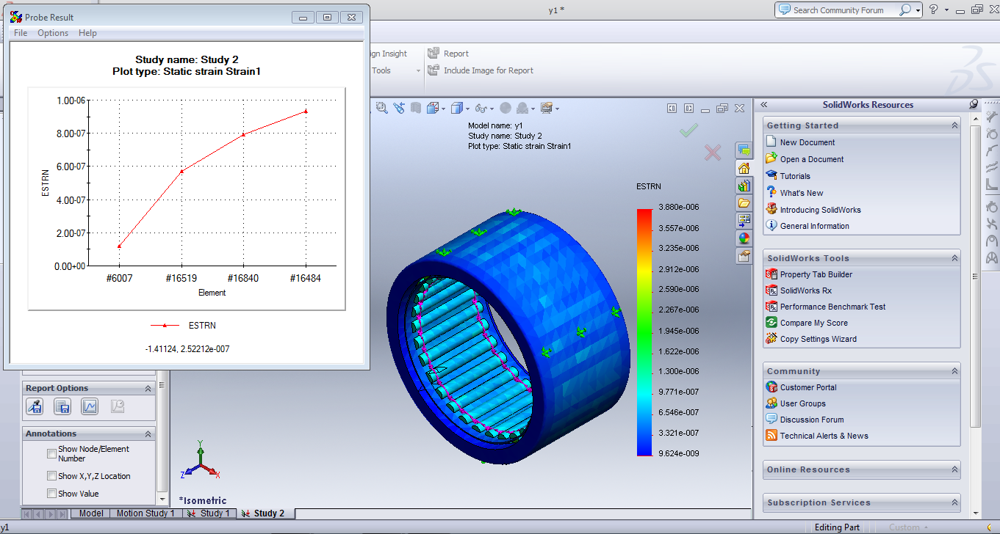 Probe Result
File Options Help
Study name: Study 2
Plot type: Static strain Strain1
1.00-06
8.00-07
6.00-07
4.00-07
2.00-07
0.00+00
ESTRN
#6007 #16519 #16840 #16484
Element
ESTRN
-1.41124, 2.52212e-007
y1 *
Search Community Forum
ign Insight
Report
Tools
Include Image for Report
Model name: y1
Study name: Study 2
Plot type: Static strain Strain1
ESTRN
3.880e-006
3.557e-006
3.235e-006
2.912e-006
2.590e-006
2.267e-006
1.945e-006
1.622e-006
1.300e-006
9.771e-007
6.546e-007
3.321e-007
9.624e-009
Y
Z
X
*Isometric
Report Options
Annotations
Show Node/Element
Number
Show X,Y,Z Location
Show Value
Model Motion Study 1 Study 1 Study 2
SolidWorks Resources
Getting Started
New Document
Open a Document
Tutorials
What's New
Introducing SolidWorks
General Information
SolidWorks Tools
Property Tab Builder
SolidWorks Rx
Performance Benchmark Test
Compare My Score
Copy Settings Wizard
Community
Customer Portal
User Groups
Discussion Forum
Technical Alerts & News
Online Resources
Subscription Services
y1
Editing Part
Custom